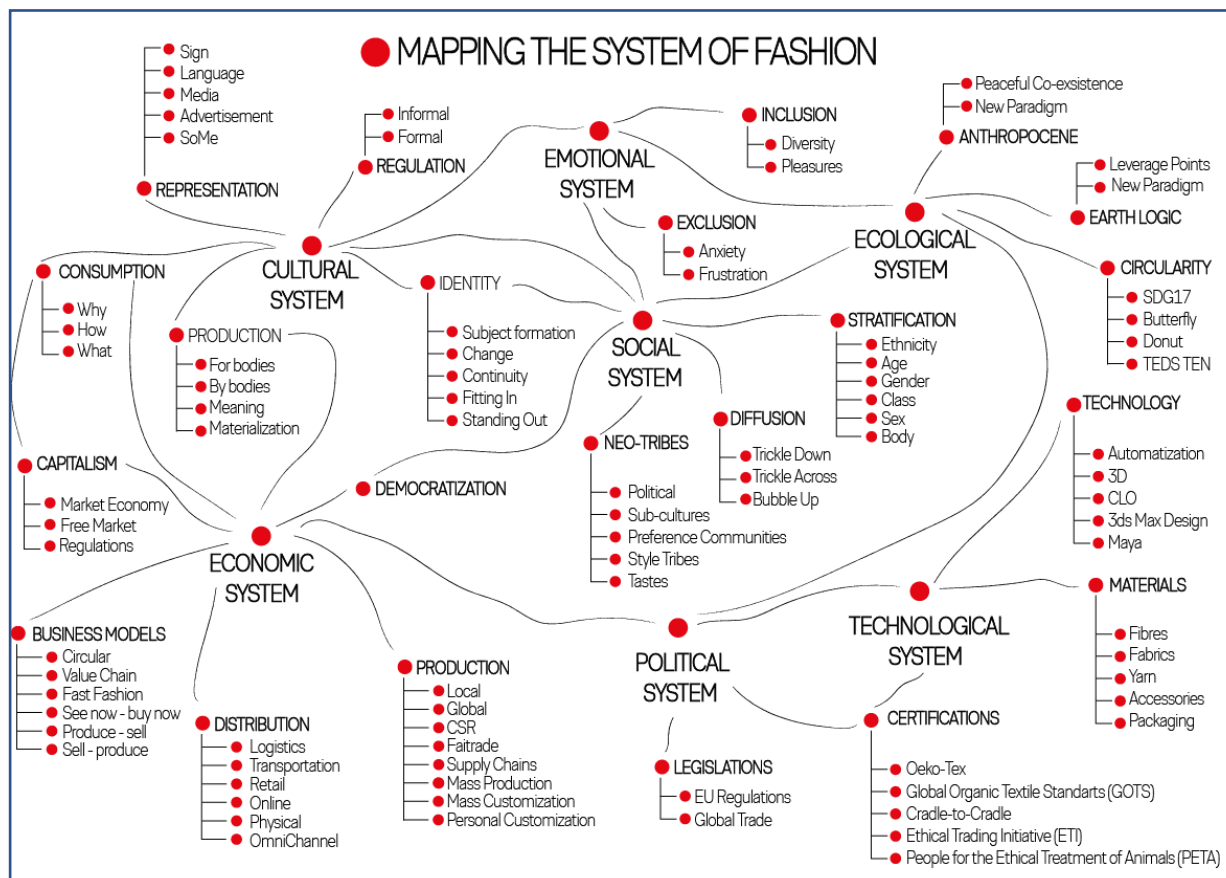 MAPPING THE SYSTEM OF FASHION
Sign
Language
Media
Advertisement
SoMe
REPRESENTATION
Informal
Formal
REGULATION
EMOTIONAL
SYSTEM
INCLUSION
Diversity
Pleasures
EXCLUSION
Anxiety
Frustration
Peaceful Co-exsistence
New Paradigm
ANTHROPOCENE
Leverage Points
New Paradigm
EARTH LOGIC
ECOLOGICAL
SYSTEM
CIRCULARITY
SDG17
Butterfly
Donut
TEDS TEN
CULTURAL
SYSTEM
CONSUMPTION
Why
How
What
PRODUCTION
For bodies
By bodies
Meaning
Materialization
IDENTITY
Subject formation
Change
Continuity
Fitting In
Standing Out
SOCIAL
SYSTEM
STRATIFICATION
Ethnicity
Age
Gender
Class
Sex
Body
DIFFUSION
Trickle Down
Trickle Across
Bubble Up
NEO-TRIBES
Political
Sub-cultures
Preference Communities
Style Tribes
Tastes
TECHNOLOGY
Automatization
3D
CLO
3ds Max Design
Maya
CAPITALISM
Market Economy
Free Market
Regulations
DEMOCRATIZATION
ECONOMIC
SYSTEM
BUSINESS MODELS
Circular
Value Chain
Fast Fashion
See now - buy now
Produce - sell
Sell - produce
DISTRIBUTION
Logistics
Transportation
Retail
Online
Physical
OmniChannel
PRODUCTION
Local
Global
CSR
Faitrade
Supply Chains
Mass Production
Mass Customization
Personal Customization
POLITICAL
SYSTEM
LEGISLATIONS
EU Regulations
Global Trade
TECHNOLOGICAL
SYSTEM
MATERIALS
Fibres
Fabrics
Yarn
Accessories
Packaging
CERTIFICATIONS
Oeko-Tex
Global Organic Textile Standarts (GOTS)
Cradle-to-Cradle
Ethical Trading Initiative (ETI)
People for the Ethical Treatment of Animals (PETA)